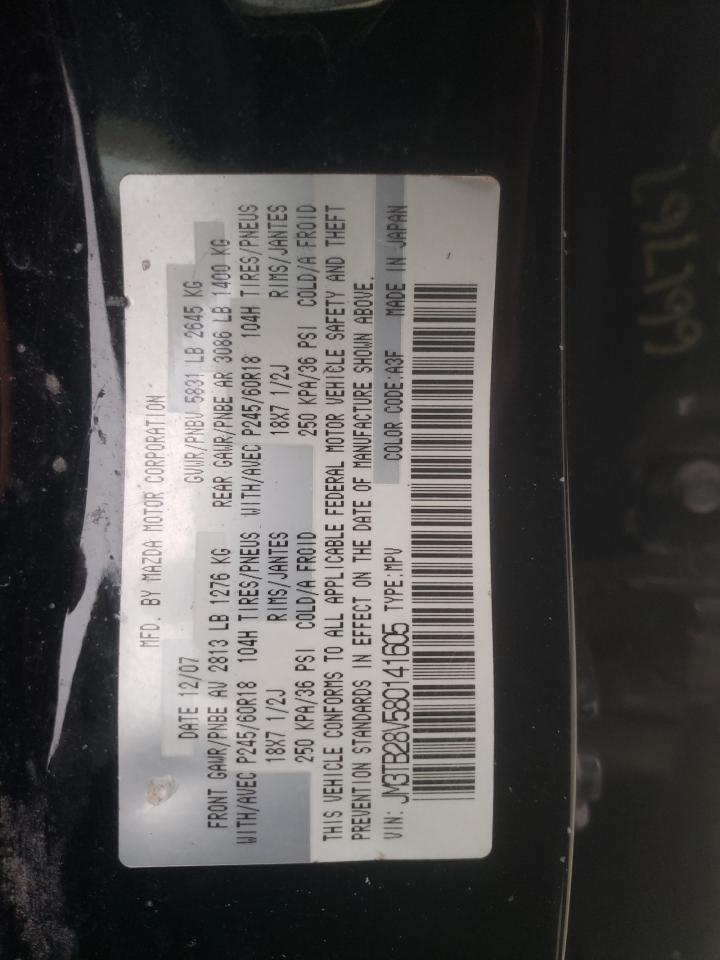 MFD. BY MAZDA MOTOR CORPORATION
DATE 12/07 GVWR/PNBV 5831 LB 2645 KG
FRONT GAWR/PNBE AV 2813 LB 1276 KG REAR GAWR/PNBE AR 3086 LB 1400 KG
WITH/AVEC P245/60R18 104H TIRES/PNEUS WITH/AVEC P245/60R18 104H TIRES/PNEUS
18X7 1/2J RIMS/JANTES 18X7 1/2J RIMS/JANTES
250 KPA/36 PSI COLD/A FROID 250 KPA/36 PSI COLD/A FROID
THIS VEHICLE CONFORMS TO ALL APPLICABLE FEDERAL MOTOR VEHICLE SAFETY AND THEFT
PREVENTION STANDARDS IN EFFECT ON THE DATE OF MANUFACTURE SHOWN ABOVE.
VIN: JM3TB28V580141605 TYPE:MPV COLOR CODE:A3F MADE IN JAPAN